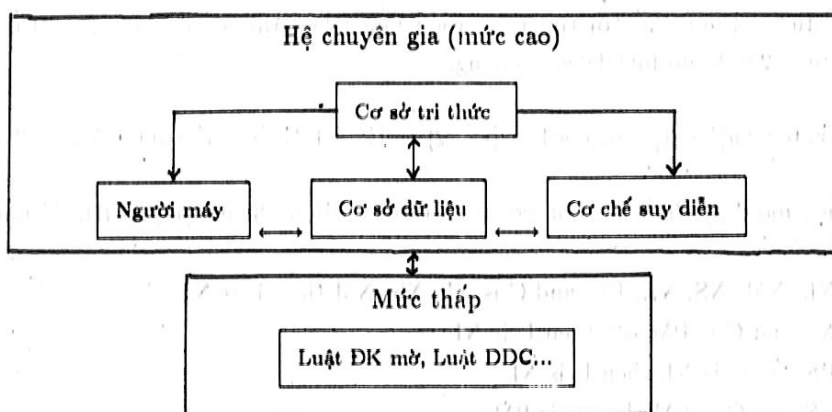 Hệ chuyên gia (mức cao)
Cơ sở tri thức
Người máy
Cơ sở dữ liệu
Cơ chế suy diễn
Mức thấp
Luật ĐK mờ, Luật DDC...